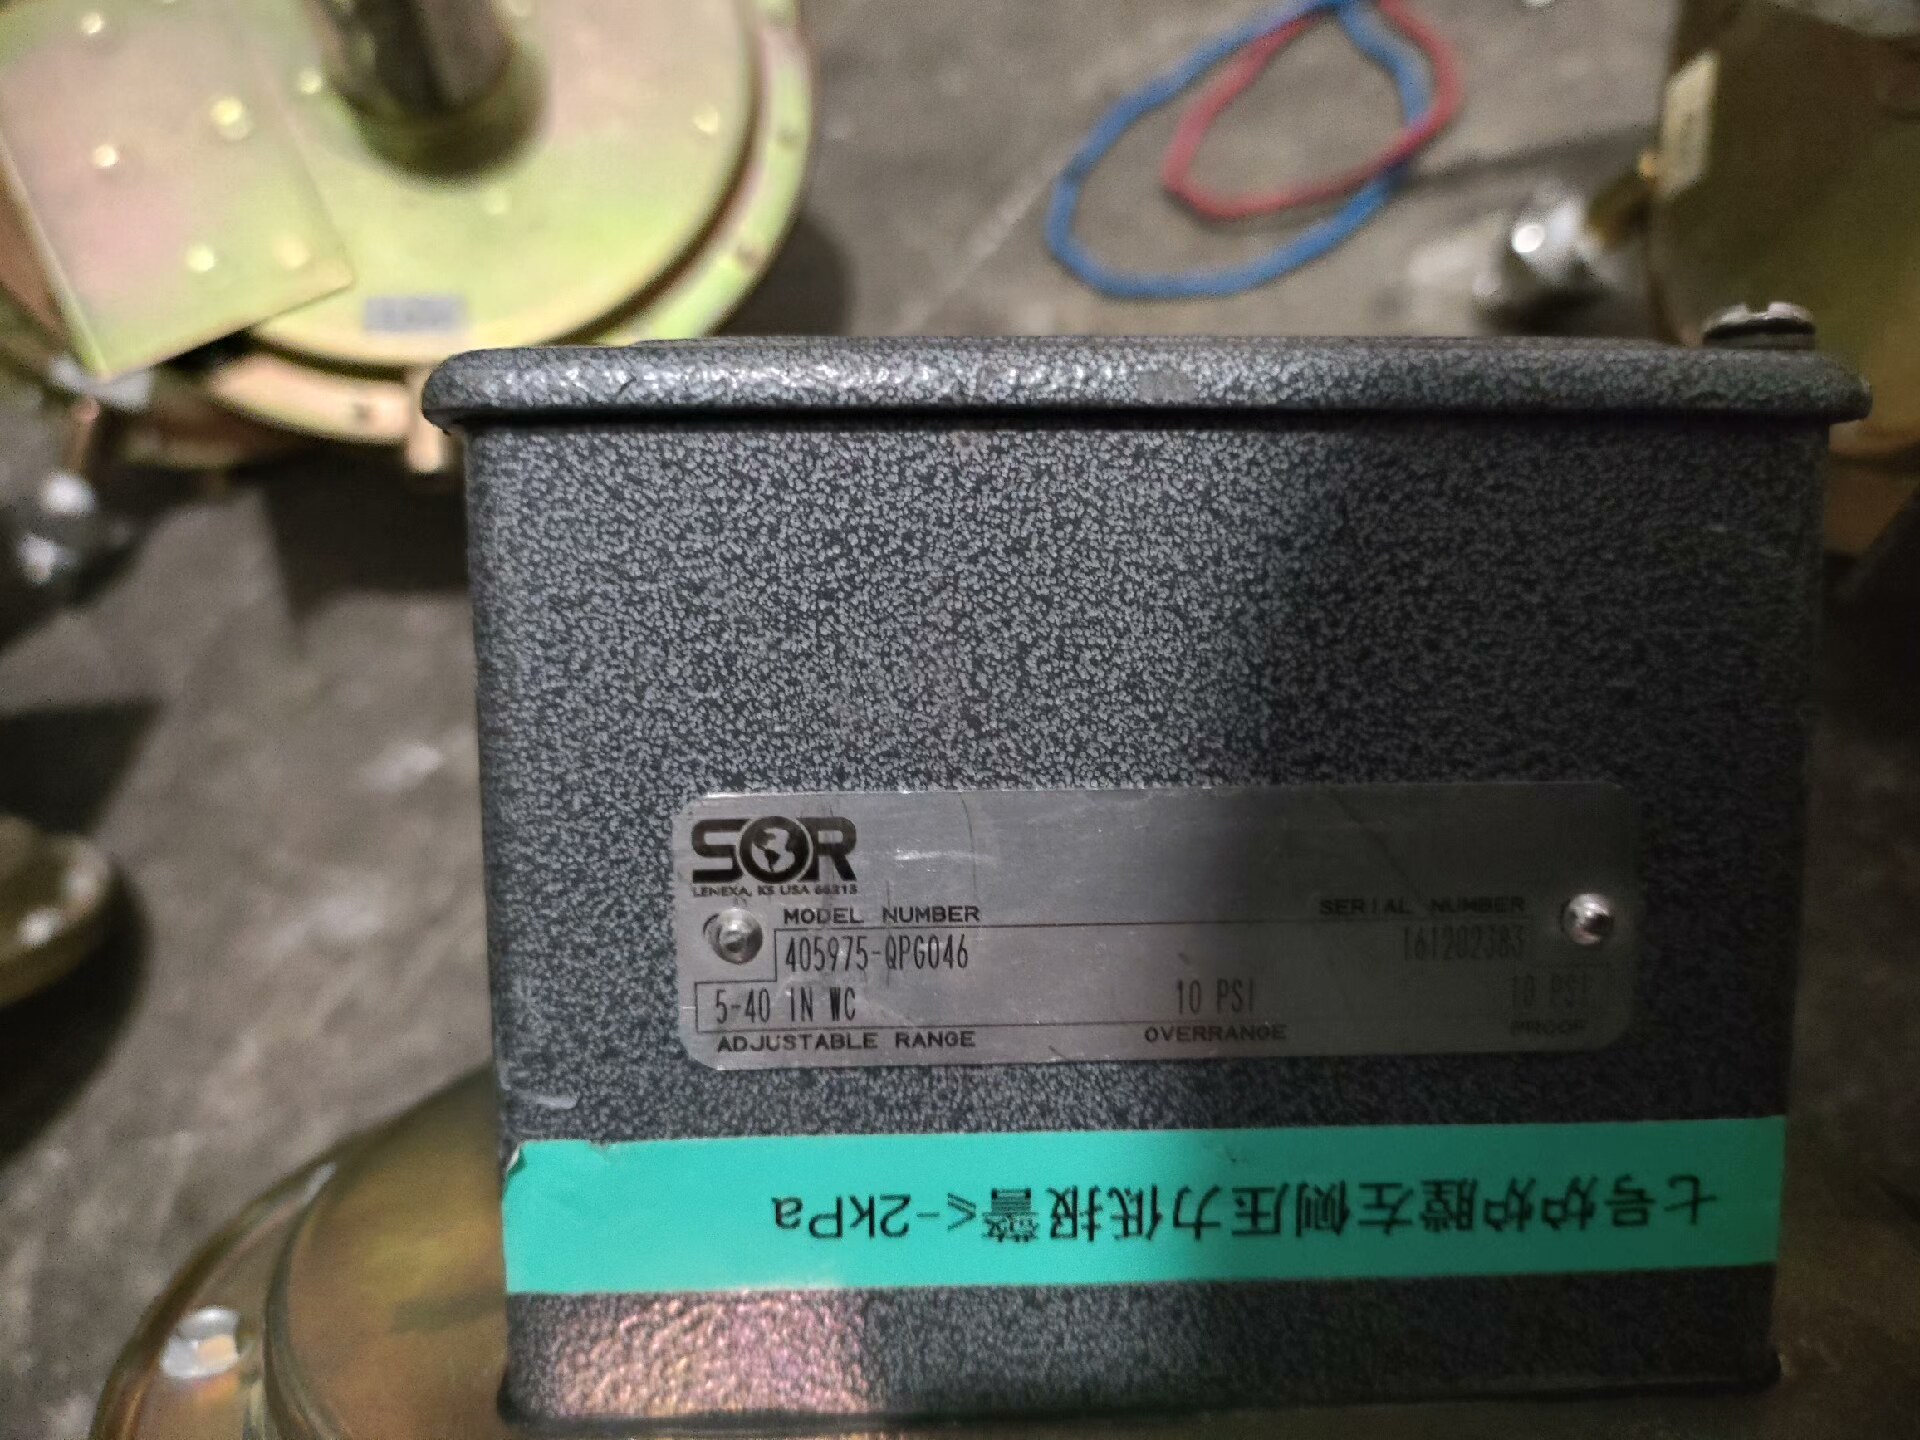 SOR
LENEXA, KS USA 66215
MODEL NUMBER
SERIAL NUMBER
405975-QPG046
161202383
5-40 IN WC
10 PSI
10 PSI
ADJUSTABLE RANGE
OVERRANGE
PROOF
七号炉炉膛左侧压力低报警<-2kPa